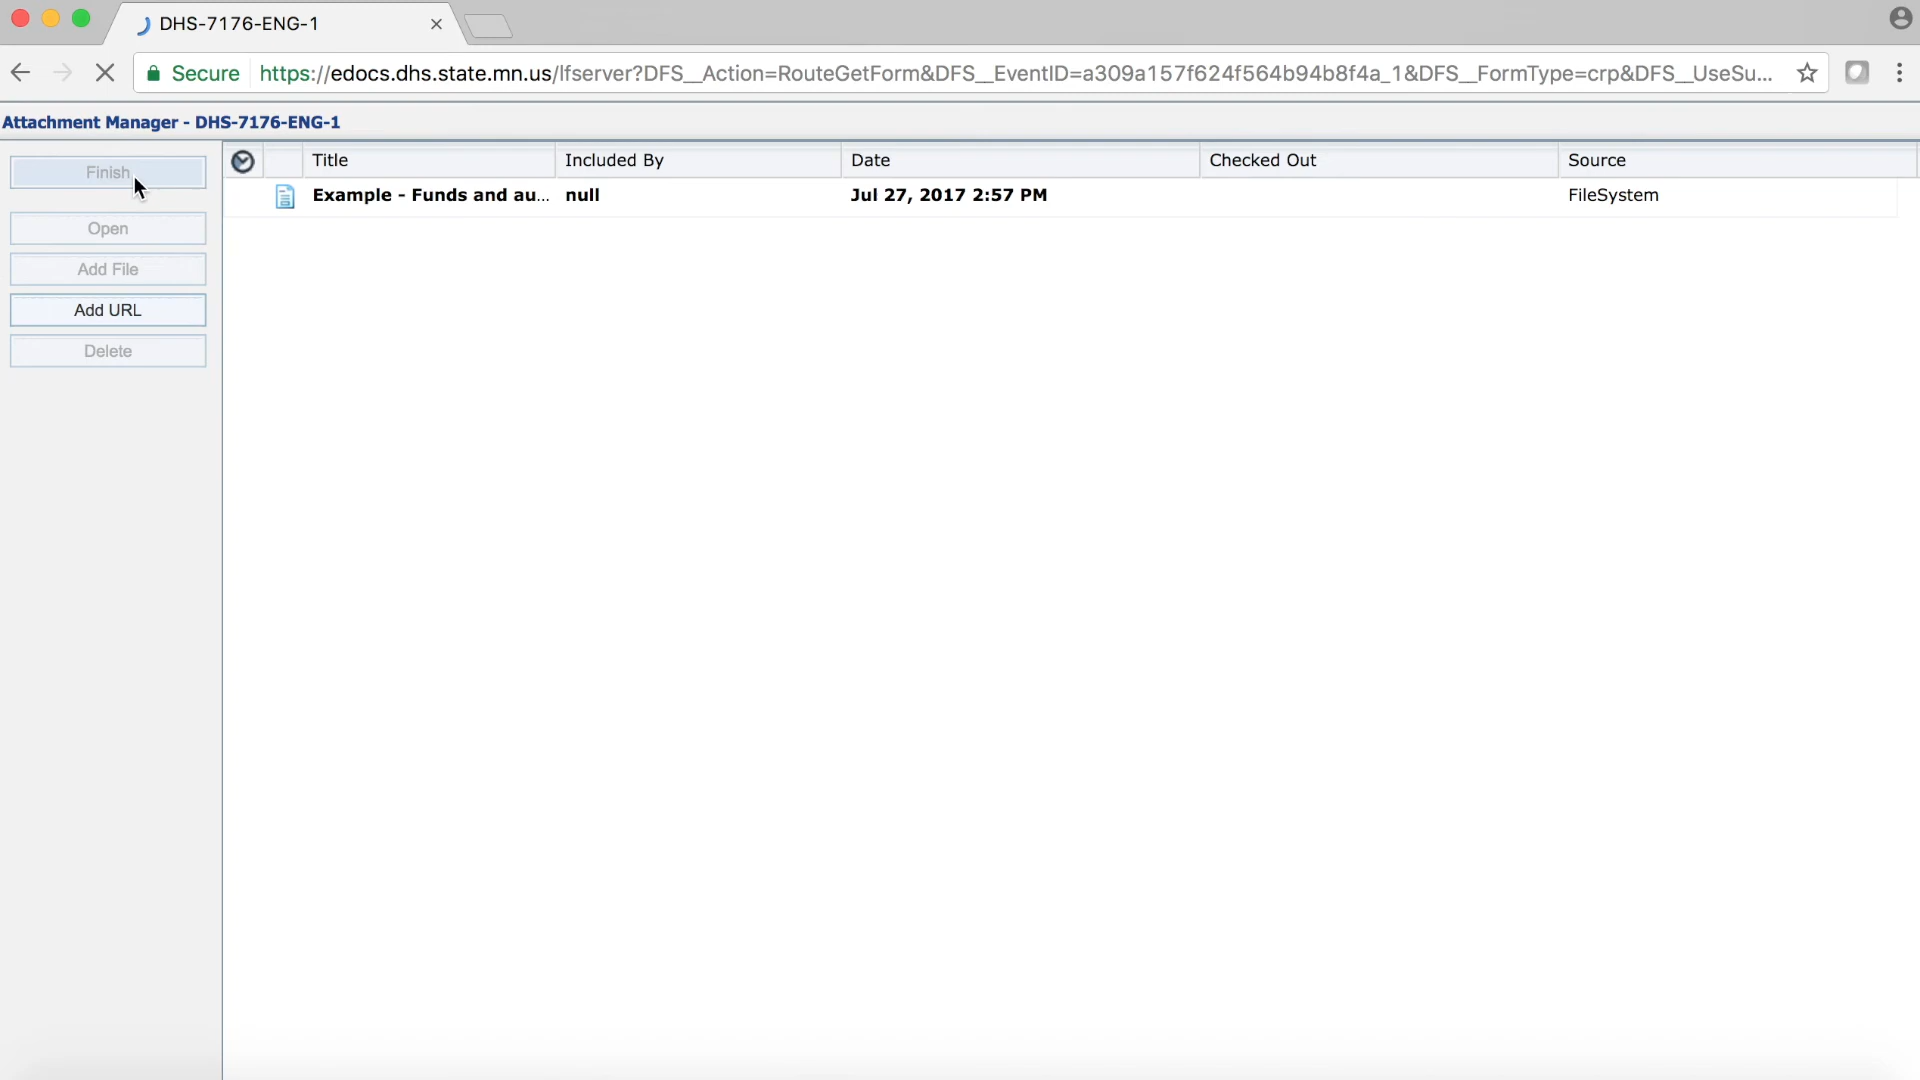 DHS-7176-ENG-1
Secure https://edocs.dhs.state.mn.us/lfserver?DFS__Action=RouteGetForm&DFS__EventID=a309a157f624f564b94b8f4a_1&DFS__FormType=crp&DFS__UseSu...
Attachment Manager - DHS-7176-ENG-1
Finish
Open
Add File
Add URL
Delete
Title Included By Date Checked Out Source
Example - Funds and au... null Jul 27, 2017 2:57 PM FileSystem